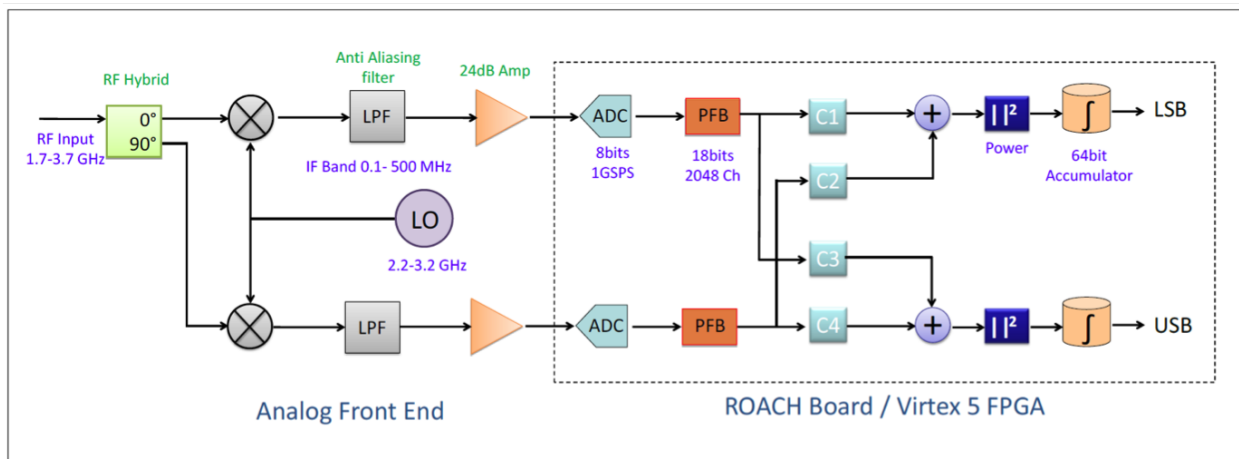 RF Hybrid
Anti Aliasing
filter
24dB Amp
0°
90°
RF Input
1.7-3.7 GHz
LPF
IF Band 0.1- 500 MHz
LO
2.2-3.2 GHz
LPF
ADC
8bits
1GSPS
PFB
18bits
2048 Ch
C1
C2
C3
C4
+
| |²
Power
∫
64bit
Accumulator
LSB
ADC
PFB
+
| |²
∫
USB
Analog Front End
ROACH Board / Virtex 5 FPGA